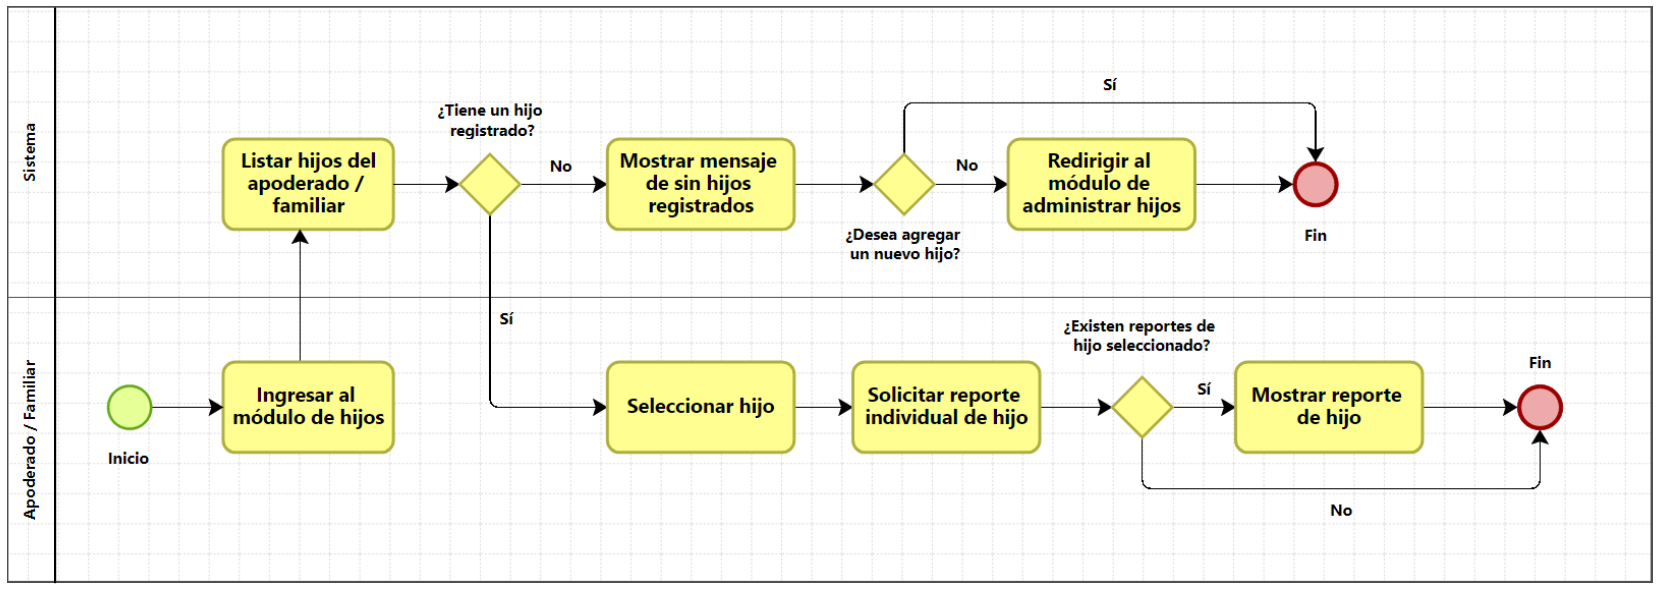 Sistema
¿Tiene un hijo
registrado?
Sí
Listar hijos del
apoderado /
familiar
No
Mostrar mensaje
de sin hijos
registrados
No
Redirigir al
módulo de
administrar hijos
¿Desea agregar
un nuevo hijo?
Fin
Apoderado / Familiar
Sí
¿Existen reportes de
hijo seleccionado?
Fin
Inicio
Ingresar al
módulo de hijos
Seleccionar hijo
Solicitar reporte
individual de hijo
Sí
Mostrar reporte
de hijo
No